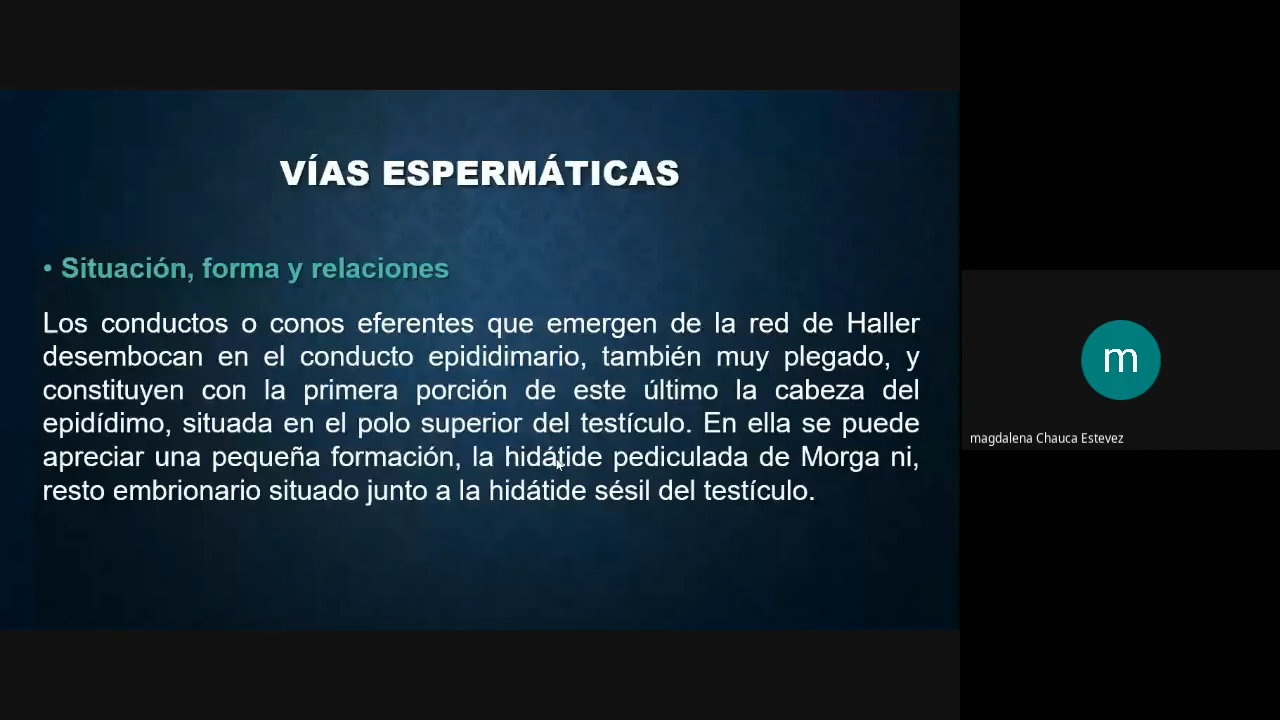 VÍAS ESPERMÁTICAS
• Situación, forma y relaciones
Los conductos o conos eferentes que emergen de la red de Haller
desembocan en el conducto epididimario, también muy plegado, y
constituyen con la primera porción de este último la cabeza del
epidídimo, situada en el polo superior del testículo. En ella se puede
apreciar una pequeña formación, la hidátide pediculada de Morga ni,
resto embrionario situado junto a la hidátide sésil del testículo.
m
magdalena Chauca Estevez